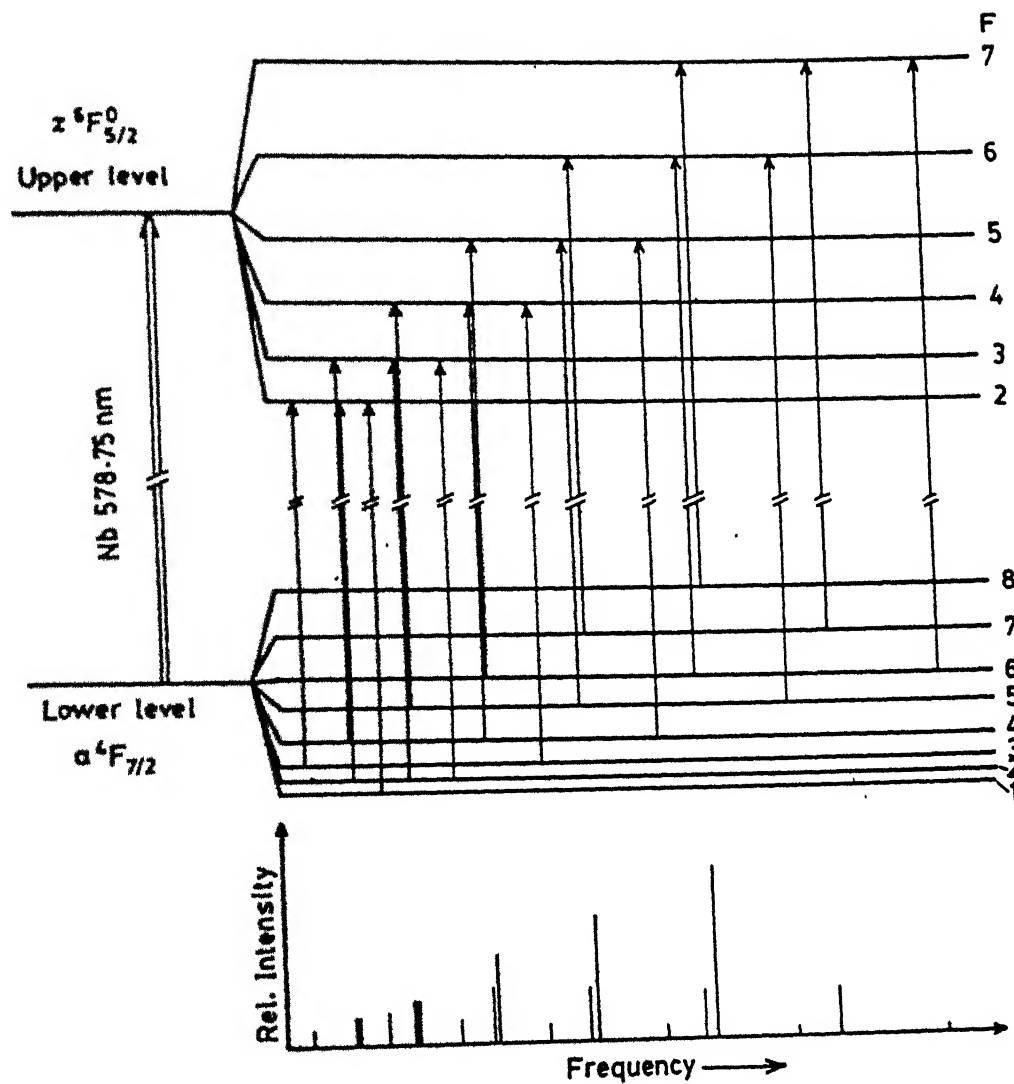 F
7
z ⁶F⁰₅/₂
Upper level
6
5
4
3
2
Nb 578·75 nm
8
7
6
5
4
Lower level
a ⁴F₇/₂
1
Rel. Intensity
Frequency